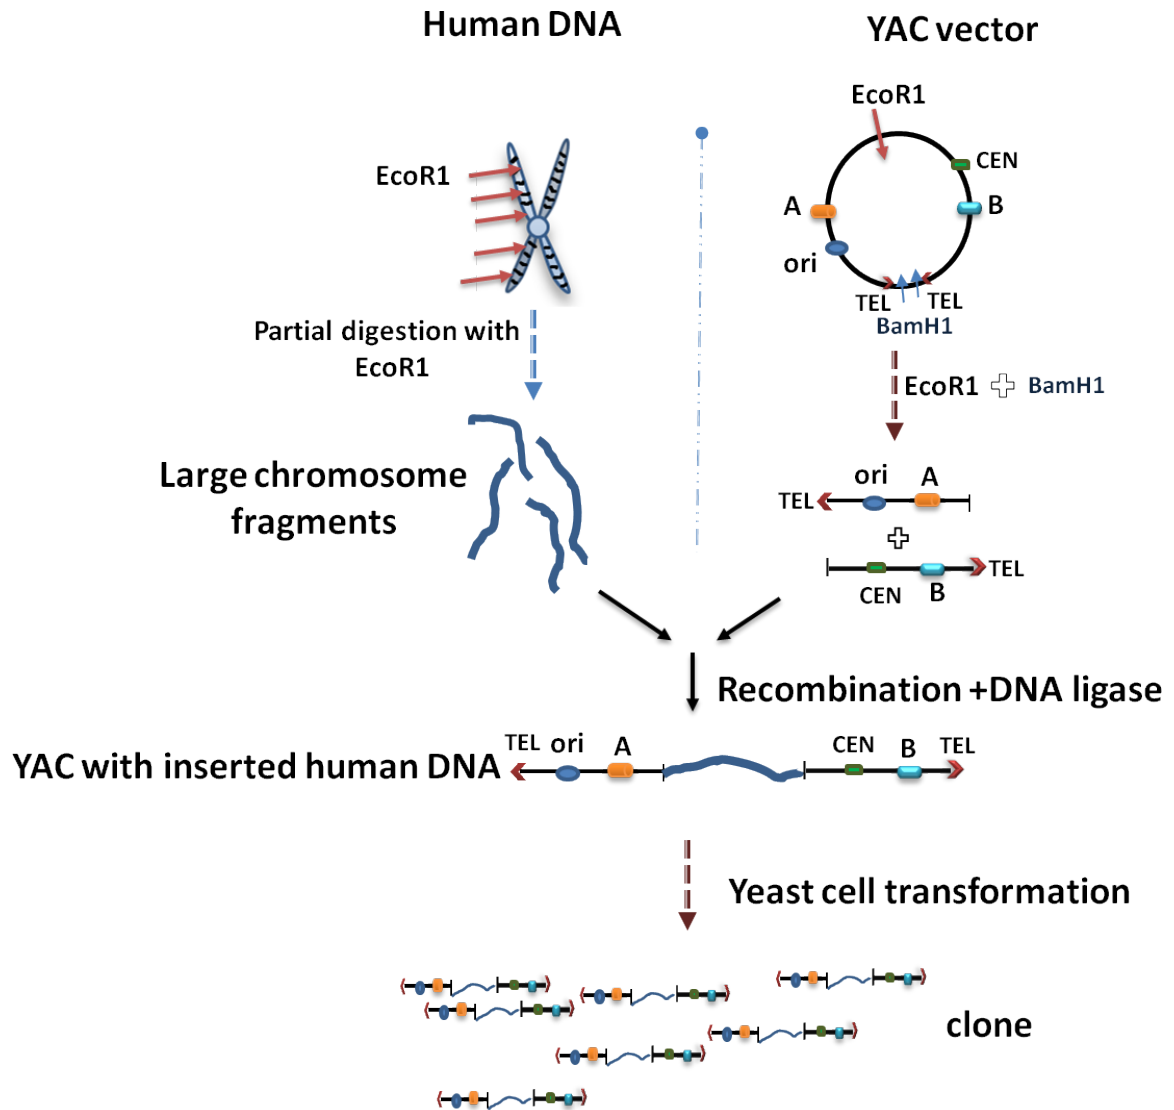 Human DNA
YAC vector
EcoR1
EcoR1
CEN
A
B
ori
TEL
TEL
BamH1
Partial digestion with
EcoR1
EcoR1
BamH1
Large chromosome
fragments
ori
A
TEL
TEL
CEN
B
Recombination +DNA ligase
YAC with inserted human DNA
TEL
ori
A
CEN
B
TEL
Yeast cell transformation
clone